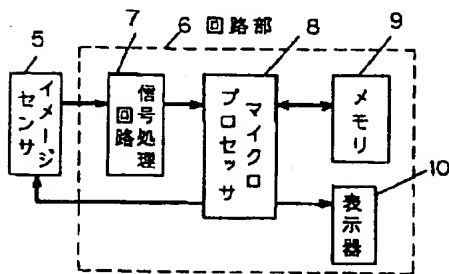 6 回路部
5
7
8
9
10
イメージセンサ
信号処理回路
マイクロプロセッサ
メモリ
表示器